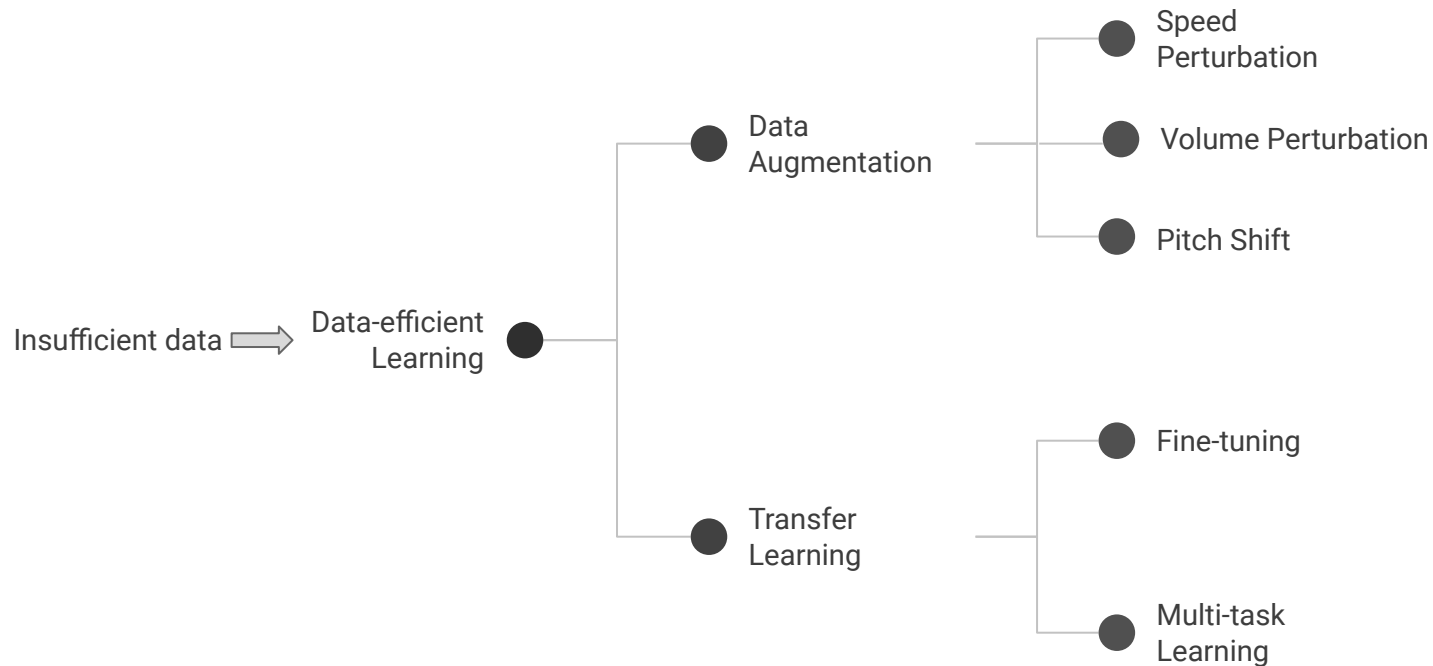 Insufficient data
Data-efficient
Learning
Data
Augmentation
Speed
Perturbation
Volume Perturbation
Pitch Shift
Transfer
Learning
Fine-tuning
Multi-task
Learning